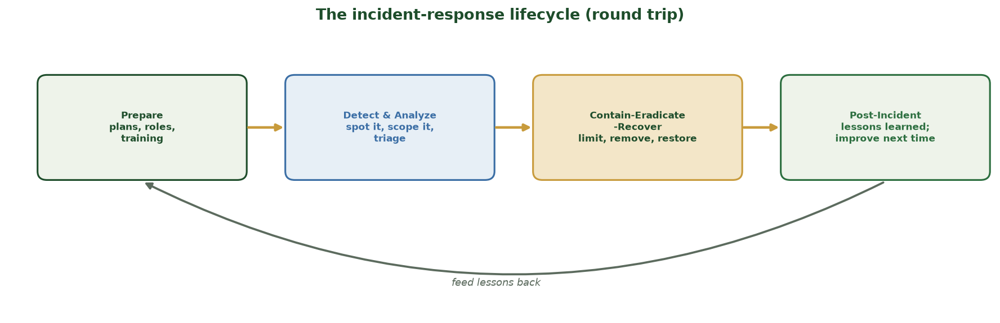 The incident-response lifecycle (round trip)
Prepare
plans, roles,
training
Detect & Analyze
spot it, scope it,
triage
Contain-Eradicate
-Recover
limit, remove, restore
Post-Incident
lessons learned;
improve next time
feed lessons back